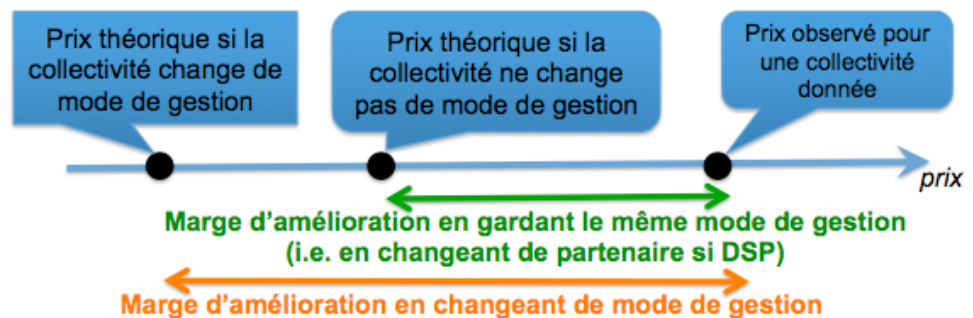 Prix théorique si la
collectivité change de
mode de gestion
Prix théorique si la
collectivité ne change
pas de mode de gestion
Prix observé pour
une collectivité
donnée
prix
Marge d'amélioration en gardant le même mode de gestion
(i.e. en changeant de partenaire si DSP)
Marge d'amélioration en changeant de mode de gestion